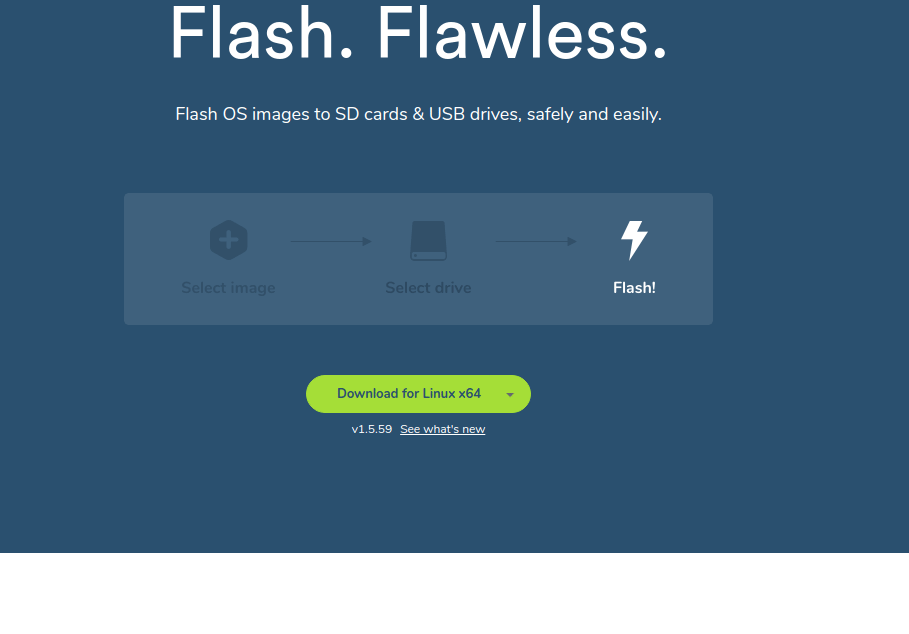 Flash. Flawless.
Flash OS images to SD cards & USB drives, safely and easily.
Select image
Select drive
Flash!
Download for Linux x64
v1.5.59 See what's new